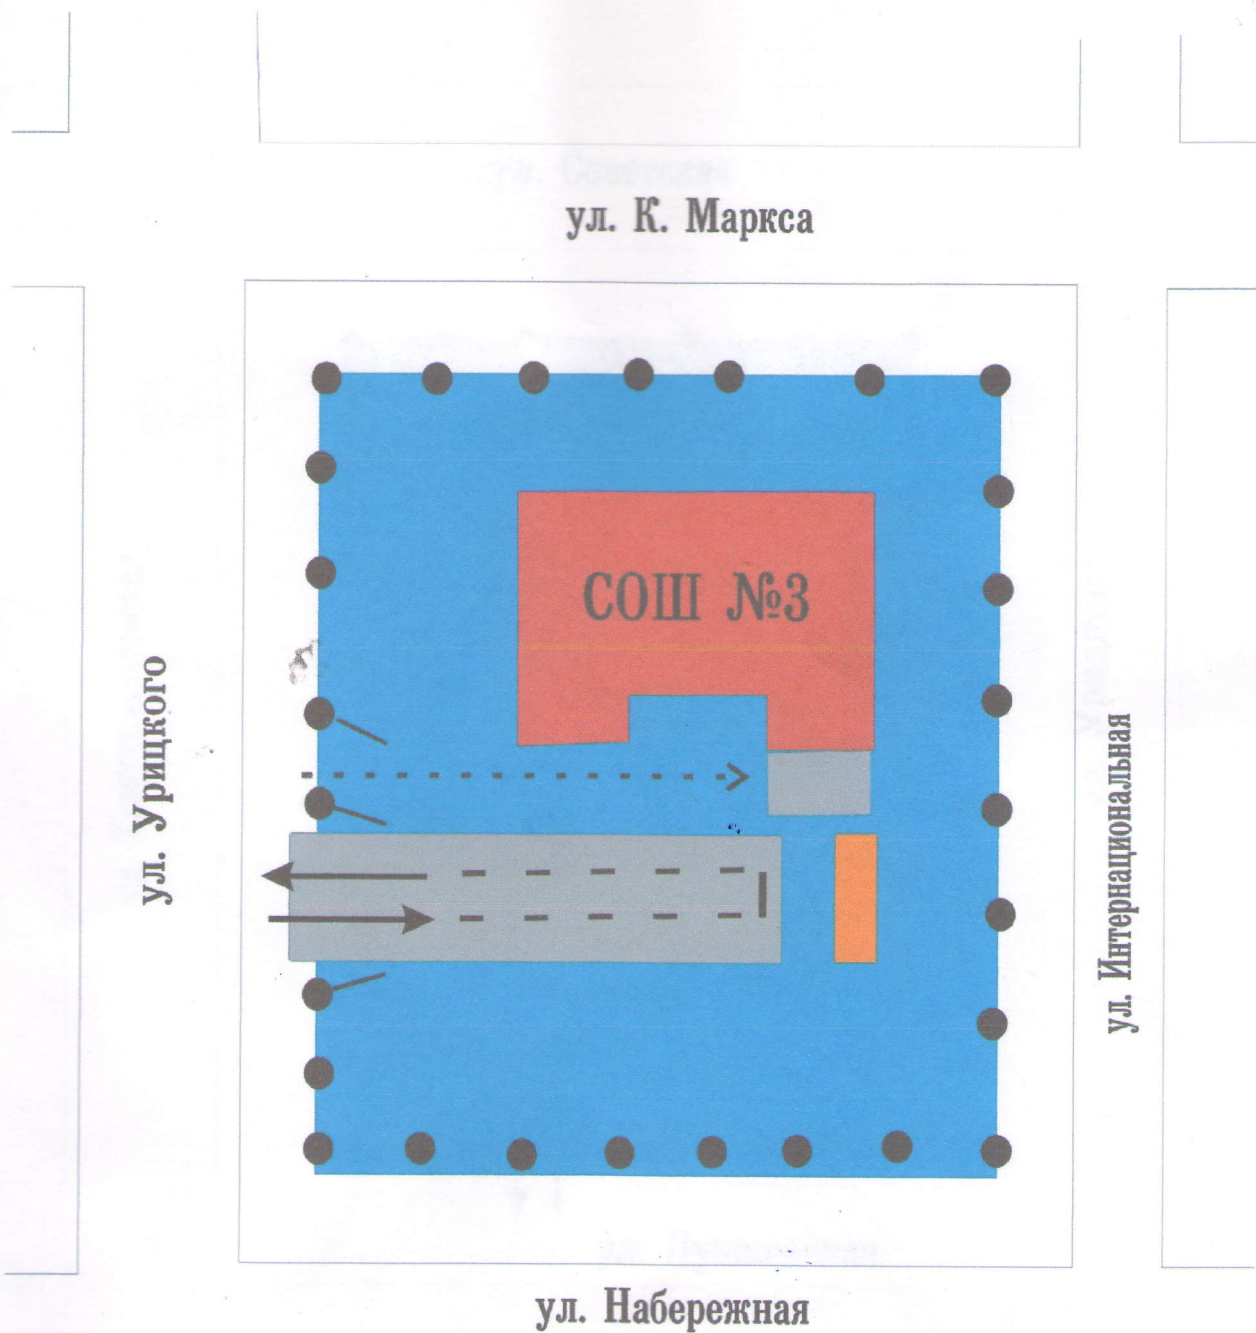 ул. К. Маркса
СОШ №3
ул. Урицкого
ул. Интернациональная
ул. Набережная